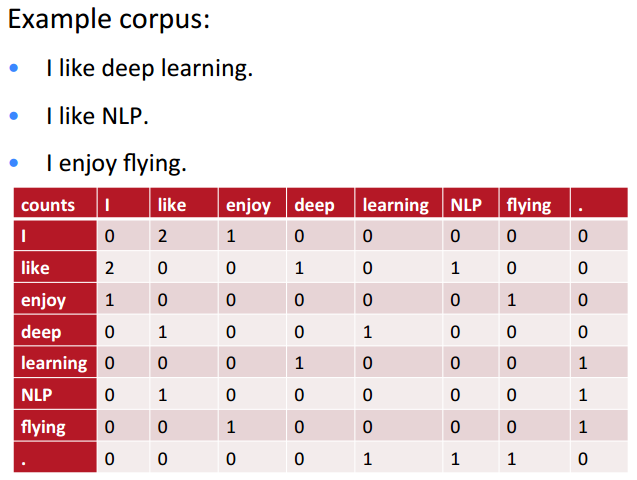 Example corpus:
• I like deep learning.
• I like NLP.
• I enjoy flying.
counts I like enjoy deep learning NLP flying .
I 0 2 1 0 0 0 0 0
like 2 0 0 1 0 1 0 0
enjoy 1 0 0 0 0 0 1 0
deep 0 1 0 0 1 0 0 0
learning 0 0 0 1 0 0 0 1
NLP 0 1 0 0 0 0 0 1
flying 0 0 1 0 0 0 0 1
. 0 0 0 0 1 1 1 0